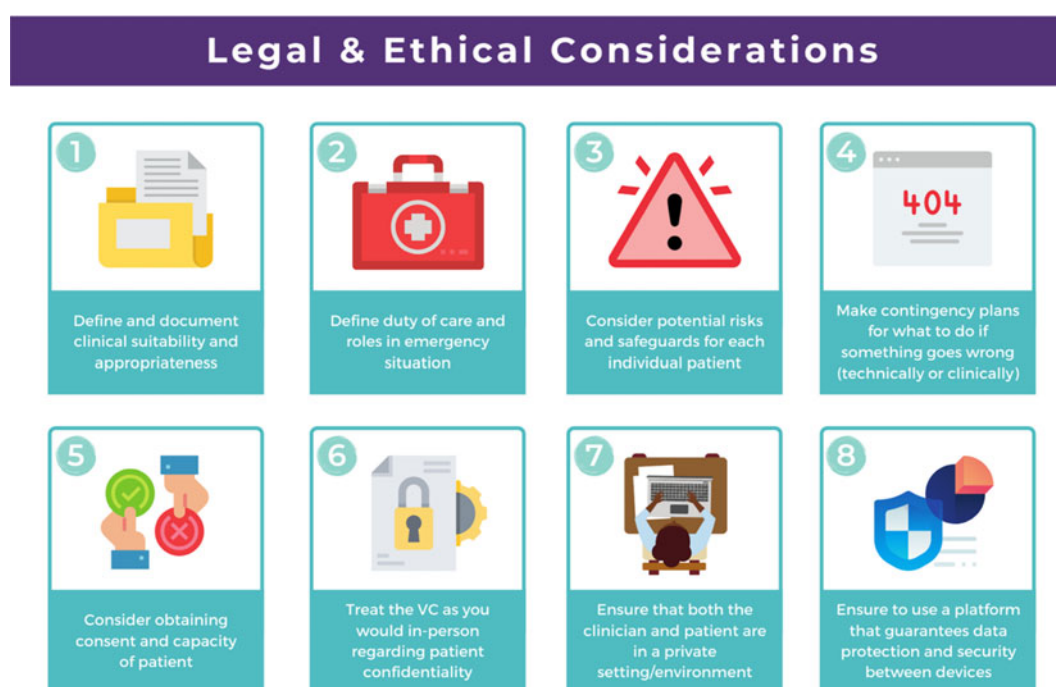 Legal & Ethical Considerations
1
Define and document
clinical suitability and
appropriateness
2
Define duty of care and
roles in emergency
situation
3
Consider potential risks
and safeguards for each
individual patient
4
404
Make contingency plans
for what to do if
something goes wrong
(technically or clinically)
5
Consider obtaining
consent and capacity
of patient
6
Treat the VC as you
would in-person
regarding patient
confidentiality
7
Ensure that both the
clinician and patient are
in a private
setting/environment
8
Ensure to use a platform
that guarantees data
protection and security
between devices